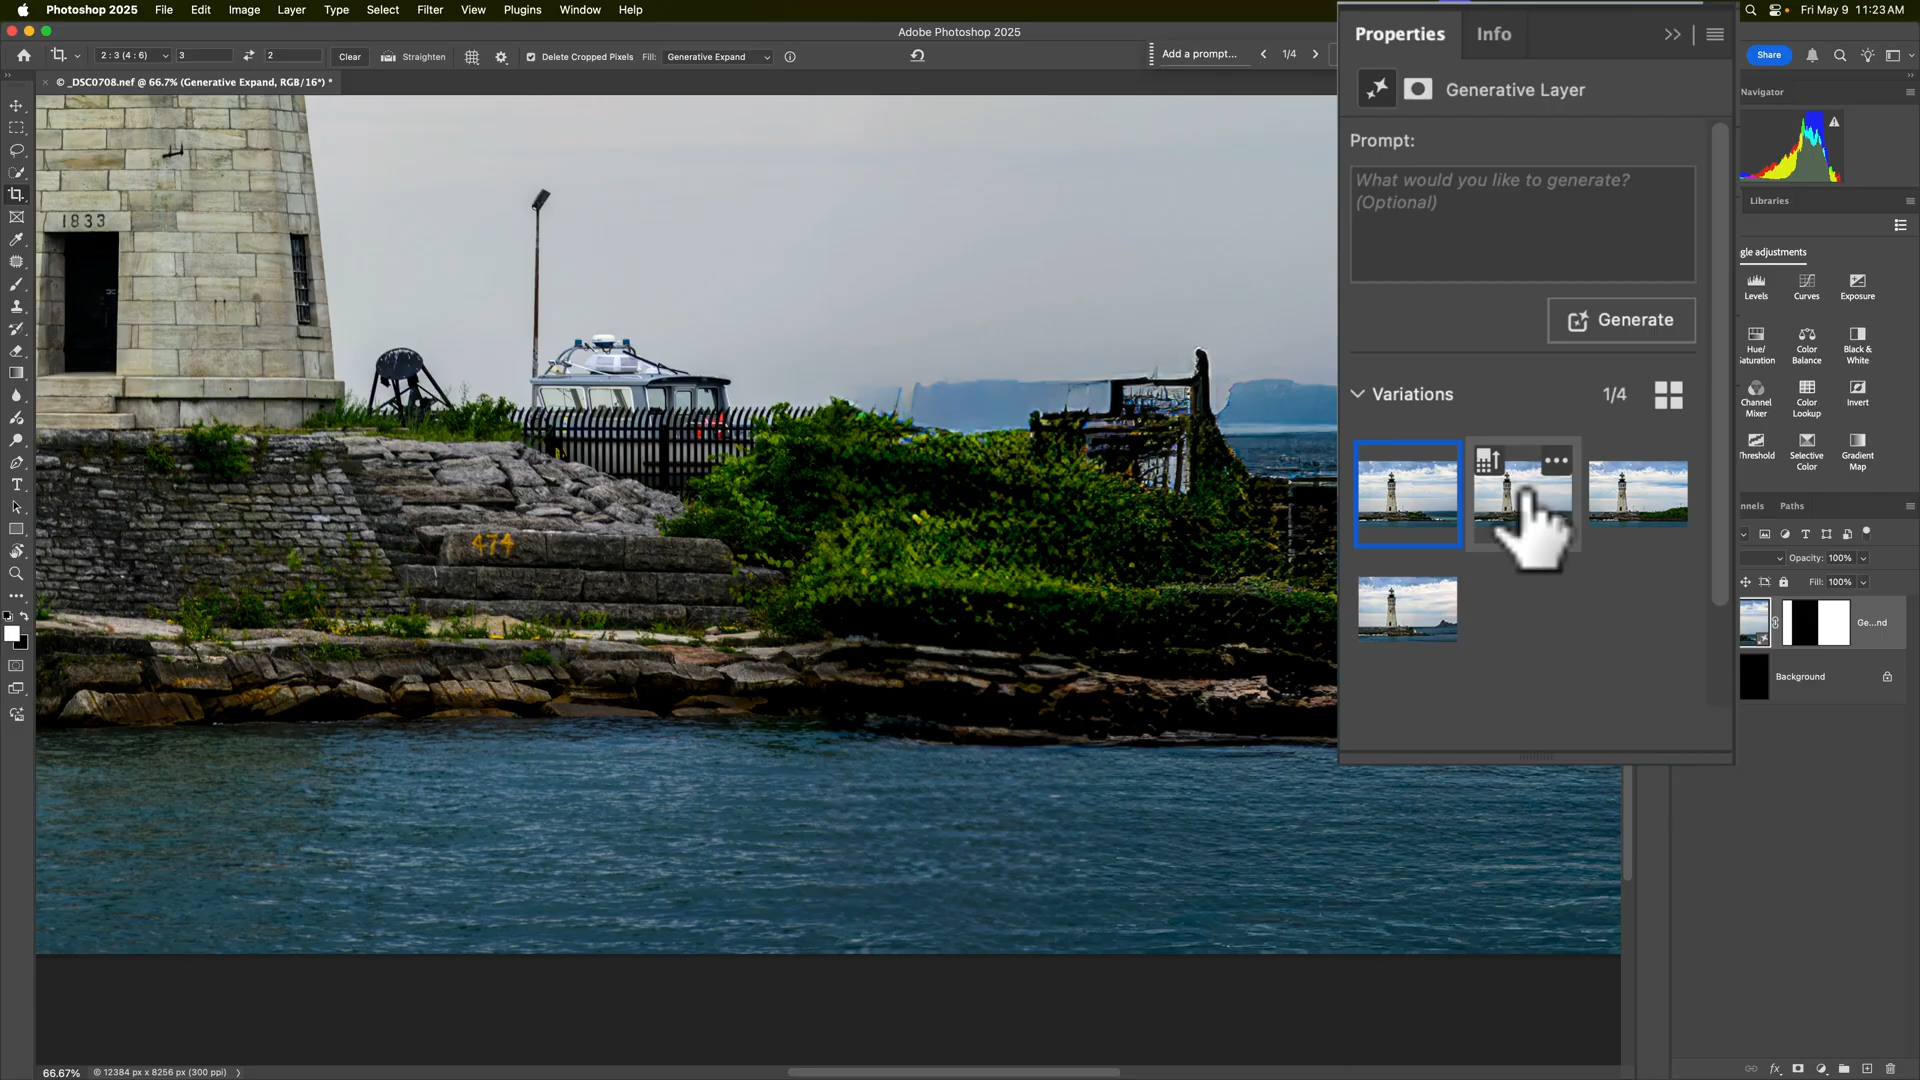 Photoshop 2025 File Edit Image Layer Type Select Filter View Plugins Window Help Fri May 9 11:23 AM
Adobe Photoshop 2025
2 : 3 (4 : 6) 3 2 Clear Straighten Delete Cropped Pixels Fill: Generative Expand Add a prompt... 1/4 Share
© _DSC0708.nef @ 66.7% (Generative Expand, RGB/16*) *
Properties Info
Generative Layer
Prompt:
What would you like to generate?
(Optional)
Generate
Variations 1/4
Navigator
Libraries
gle adjustments
Levels Curves Exposure
Hue/
Saturation
Color
Balance
Black &
White
Channel
Mixer
Color
Lookup
Invert
Threshold
Selective
Color
Gradient
Map
nnels Paths
Opacity: 100%
Fill: 100%
Ge...nd
Background
1833
474
66.67% © 12384 px x 8256 px (300 ppi)
fx